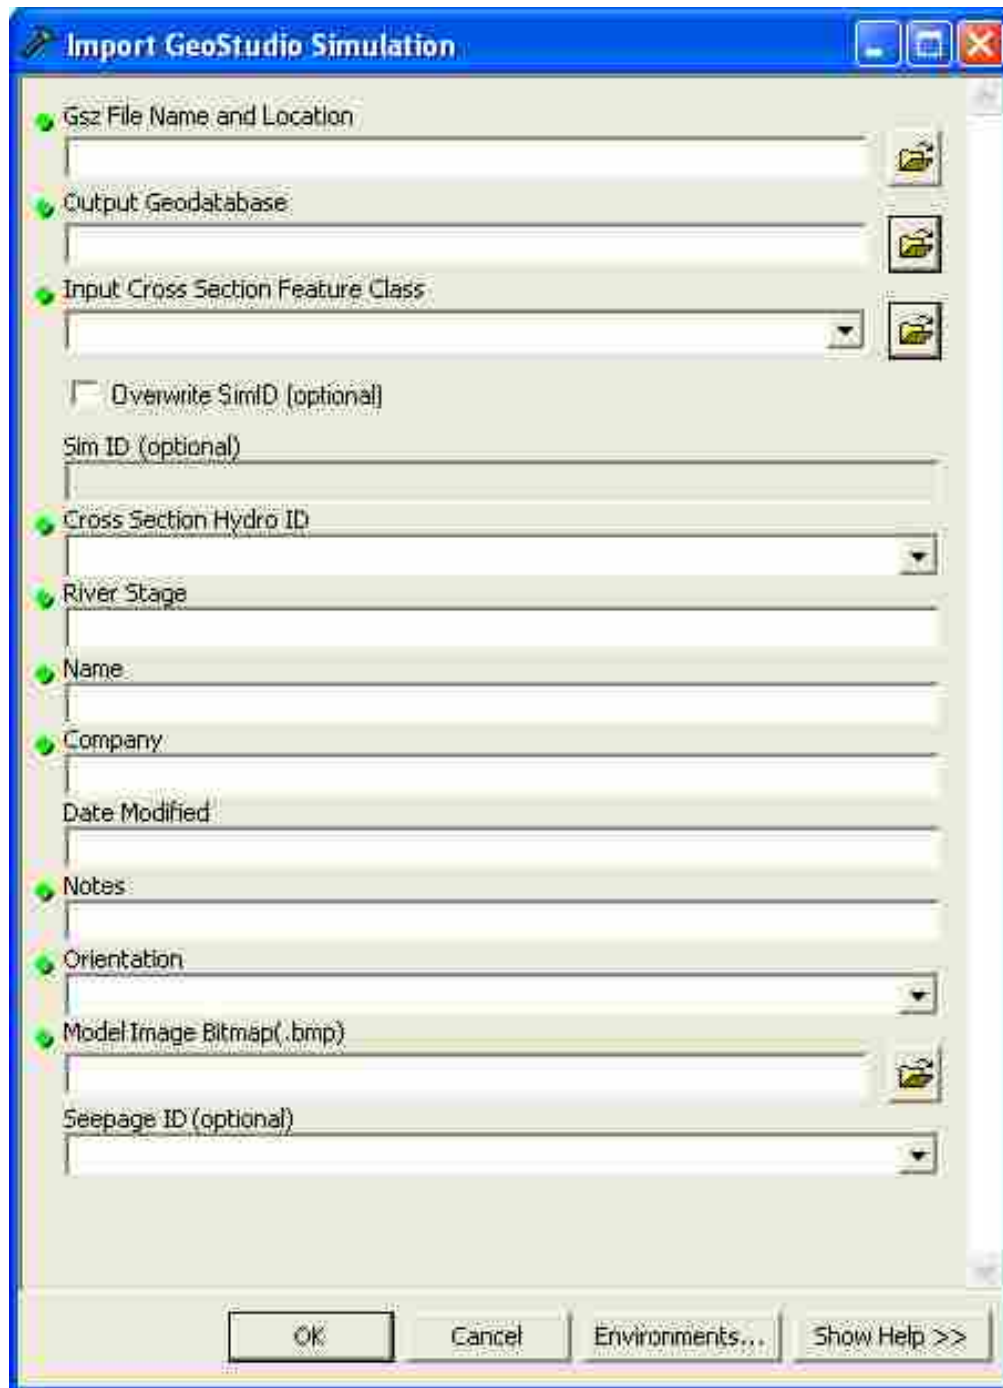 Import GeoStudio Simulation
Gsz File Name and Location
Output Geodatabase
Input Cross Section Feature Class
Overwrite SimID (optional)
Sim ID (optional)
Cross Section Hydro ID
River Stage
Name
Company
Date Modified
Notes
Orientation
Model Image Bitmap(.bmp)
Seepage ID (optional)
OK
Cancel
Environments...
Show Help >>